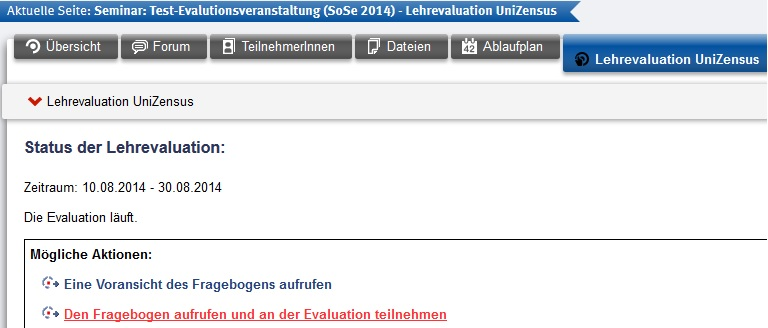 Aktuelle Seite: Seminar: Test-Evalutionsveranstaltung (SoSe 2014) - Lehrevaluation UniZensus
Übersicht Forum TeilnehmerInnen Dateien 42 Ablaufplan Lehrevaluation UniZensus
Lehrevaluation UniZensus
Status der Lehrevaluation:
Zeitraum: 10.08.2014 - 30.08.2014
Die Evaluation läuft.
Mögliche Aktionen:
Eine Voransicht des Fragebogens aufrufen
Den Fragebogen aufrufen und an der Evaluation teilnehmen